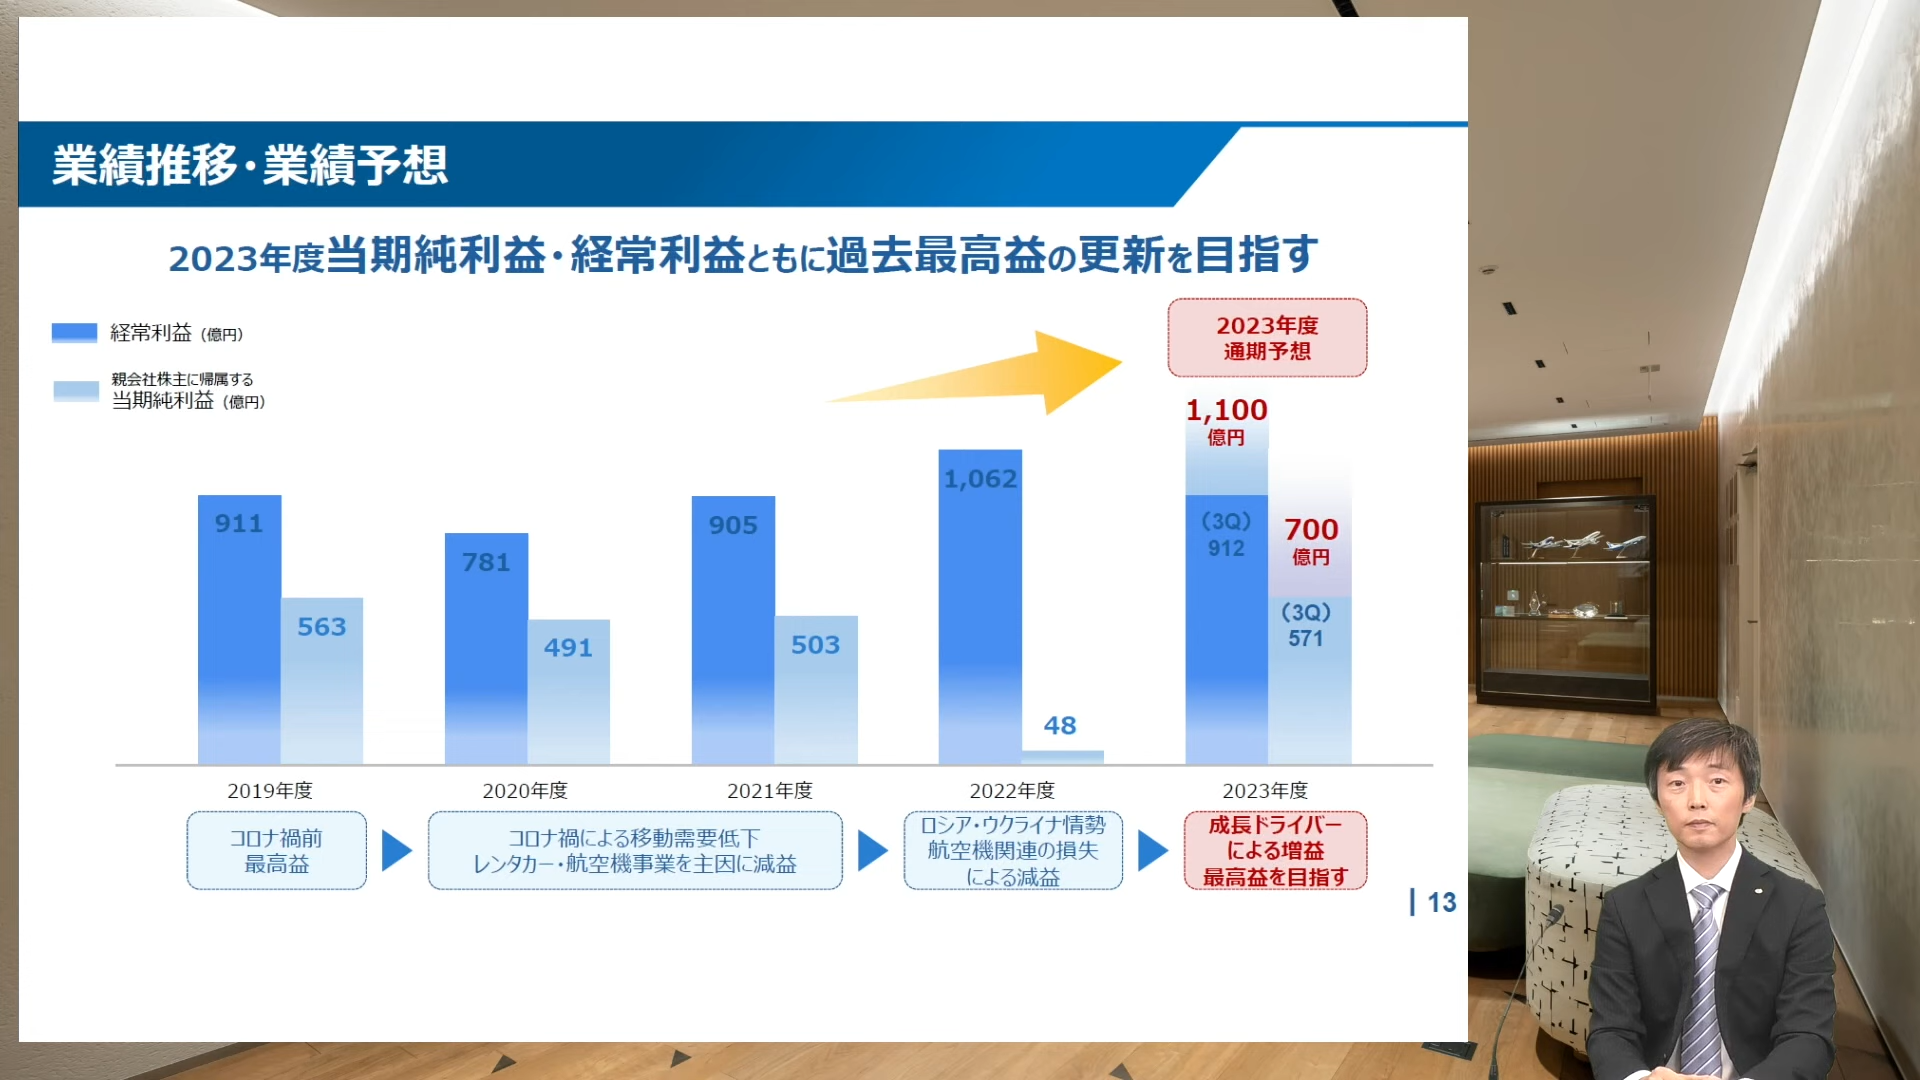 業績推移・業績予想
2023年度当期純利益・経常利益ともに過去最高益の更新を目指す
経常利益（億円）
親会社株主に帰属する
当期純利益（億円）
2023年度
通期予想
1,100
億円
911
563
781
491
905
503
1,062
48
（3Q）
912
700
億円
（3Q）
571
2019年度
2020年度
2021年度
2022年度
2023年度
コロナ禍前
最高益
コロナ禍による移動需要低下
レンタカー・航空機事業を主因に減益
ロシア・ウクライナ情勢
航空機関連の損失
による減益
成長ドライバー
による増益
最高益を目指す
13